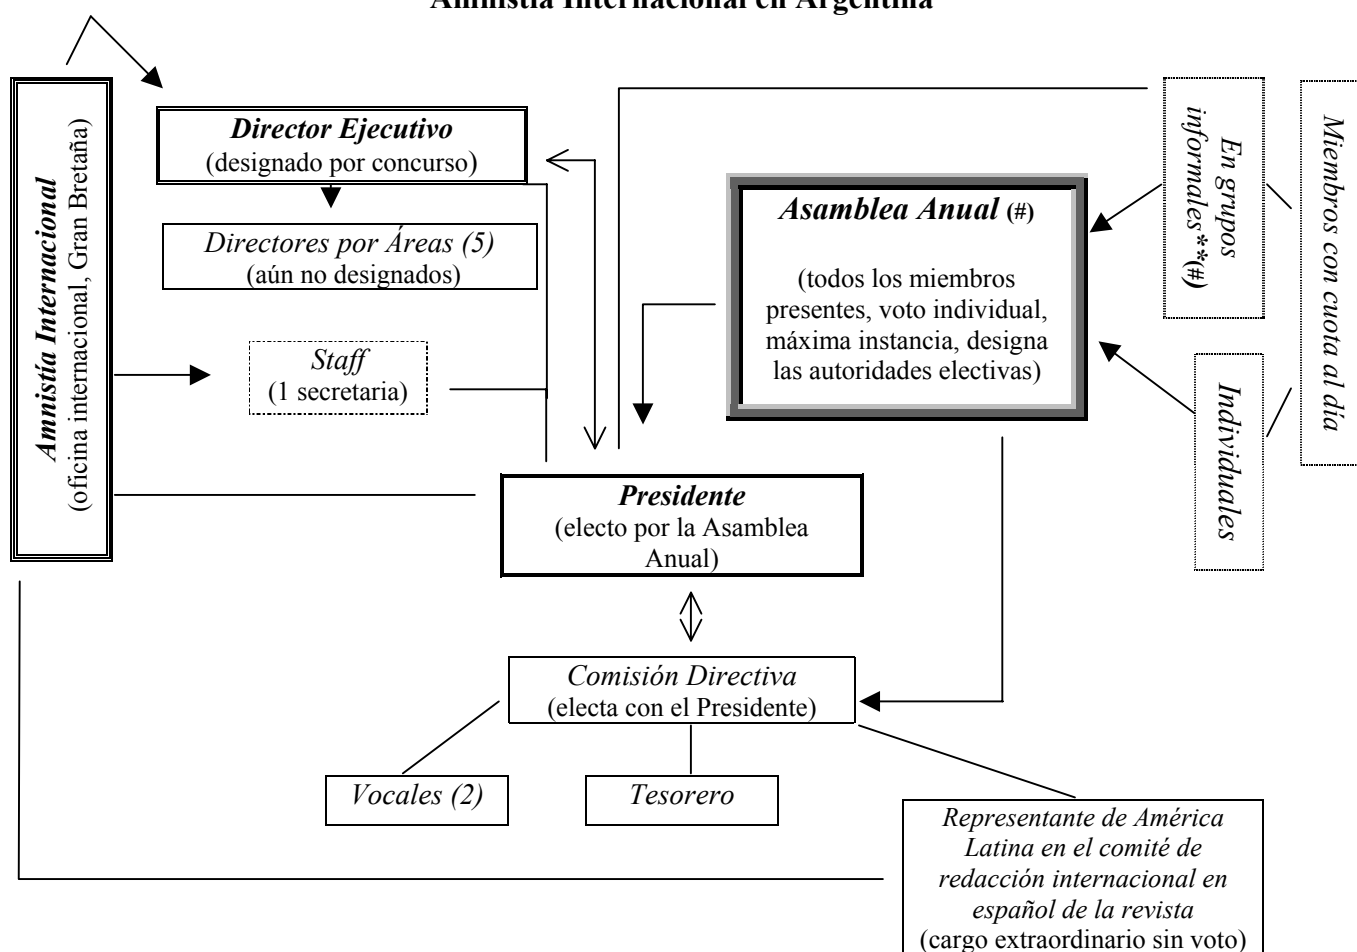 Amnistía Internacional en Argentina
Amnistía Internacional
(oficina internacional, Gran Bretaña)
Director Ejecutivo
(designado por concurso)
Directores por Áreas (5)
(aún no designados)
Staff
(1 secretaria)
Asamblea Anual (#)
(todos los miembros
presentes, voto individual,
máxima instancia, designa
las autoridades electivas)
En grupos
informales**(#)
Individuales
Miembros con cuota al día
Presidente
(electo por la Asamblea
Anual)
Comisión Directiva
(electa con el Presidente)
Vocales (2)
Tesorero
Representante de América
Latina en el comité de
redacción internacional en
español de la revista
(cargo extraordinario sin voto)